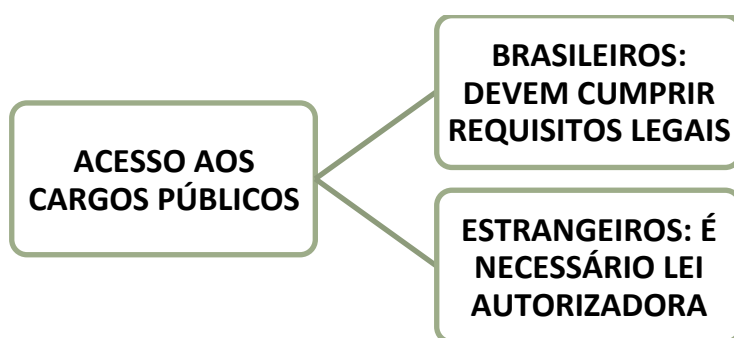 ACESSO AOS
CARGOS PÚBLICOS
BRASILEIROS:
DEVEM CUMPRIR
REQUISITOS LEGAIS
ESTRANGEIROS: É
NECESSÁRIO LEI
AUTORIZADORA